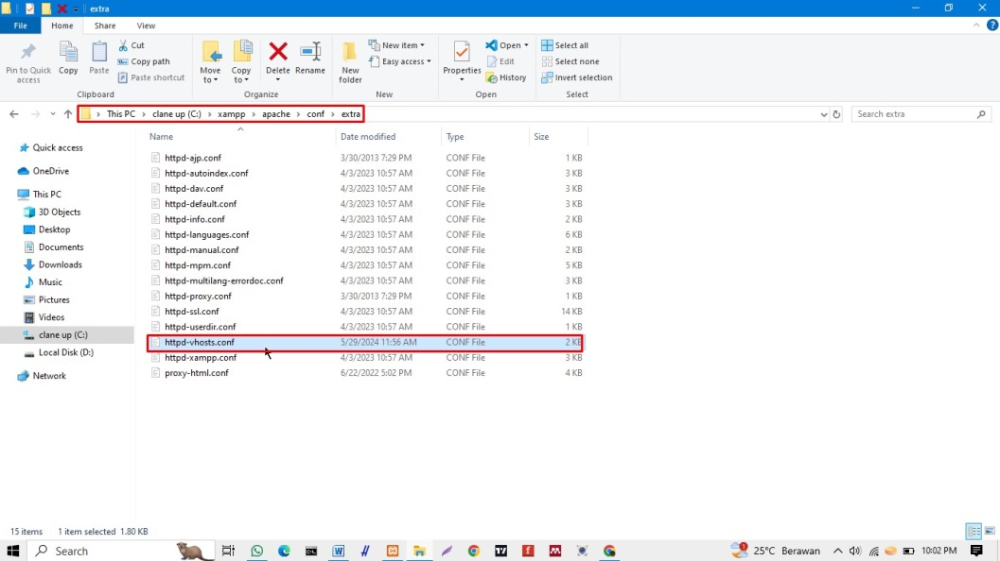 extra
File Home Share View
Pin to Quick access
Copy
Paste
Cut
Copy path
Paste shortcut
Clipboard
Move to
Copy to
Delete
Rename
Organize
New folder
New item
Easy access
New
Properties
Open
Edit
History
Open
Select all
Select none
Invert selection
Select
This PC > clane up (C:) > xampp > apache > conf > extra
Search extra
Quick access
OneDrive
This PC
3D Objects
Desktop
Documents
Downloads
Music
Pictures
Videos
clane up (C:)
Local Disk (D:)
Network
Name Date modified Type Size
httpd-ajp.conf 3/30/2013 7:29 PM CONF File 1 KB
httpd-autoindex.conf 4/3/2023 10:57 AM CONF File 3 KB
httpd-dav.conf 4/3/2023 10:57 AM CONF File 3 KB
httpd-default.conf 4/3/2023 10:57 AM CONF File 3 KB
httpd-info.conf 4/3/2023 10:57 AM CONF File 2 KB
httpd-languages.conf 4/3/2023 10:57 AM CONF File 6 KB
httpd-manual.conf 4/3/2023 10:57 AM CONF File 2 KB
httpd-mpm.conf 4/3/2023 10:57 AM CONF File 5 KB
httpd-multilang-errordoc.conf 4/3/2023 10:57 AM CONF File 3 KB
httpd-proxy.conf 3/30/2013 7:29 PM CONF File 1 KB
httpd-ssl.conf 4/3/2023 10:57 AM CONF File 14 KB
httpd-userdir.conf 4/3/2023 10:57 AM CONF File 1 KB
httpd-vhosts.conf 5/29/2024 11:56 AM CONF File 2 KB
httpd-xampp.conf 4/3/2023 10:57 AM CONF File 3 KB
proxy-html.conf 6/22/2022 5:02 PM CONF File 4 KB
15 items 1 item selected 1.80 KB
Search
25°C Berawan
10:02 PM